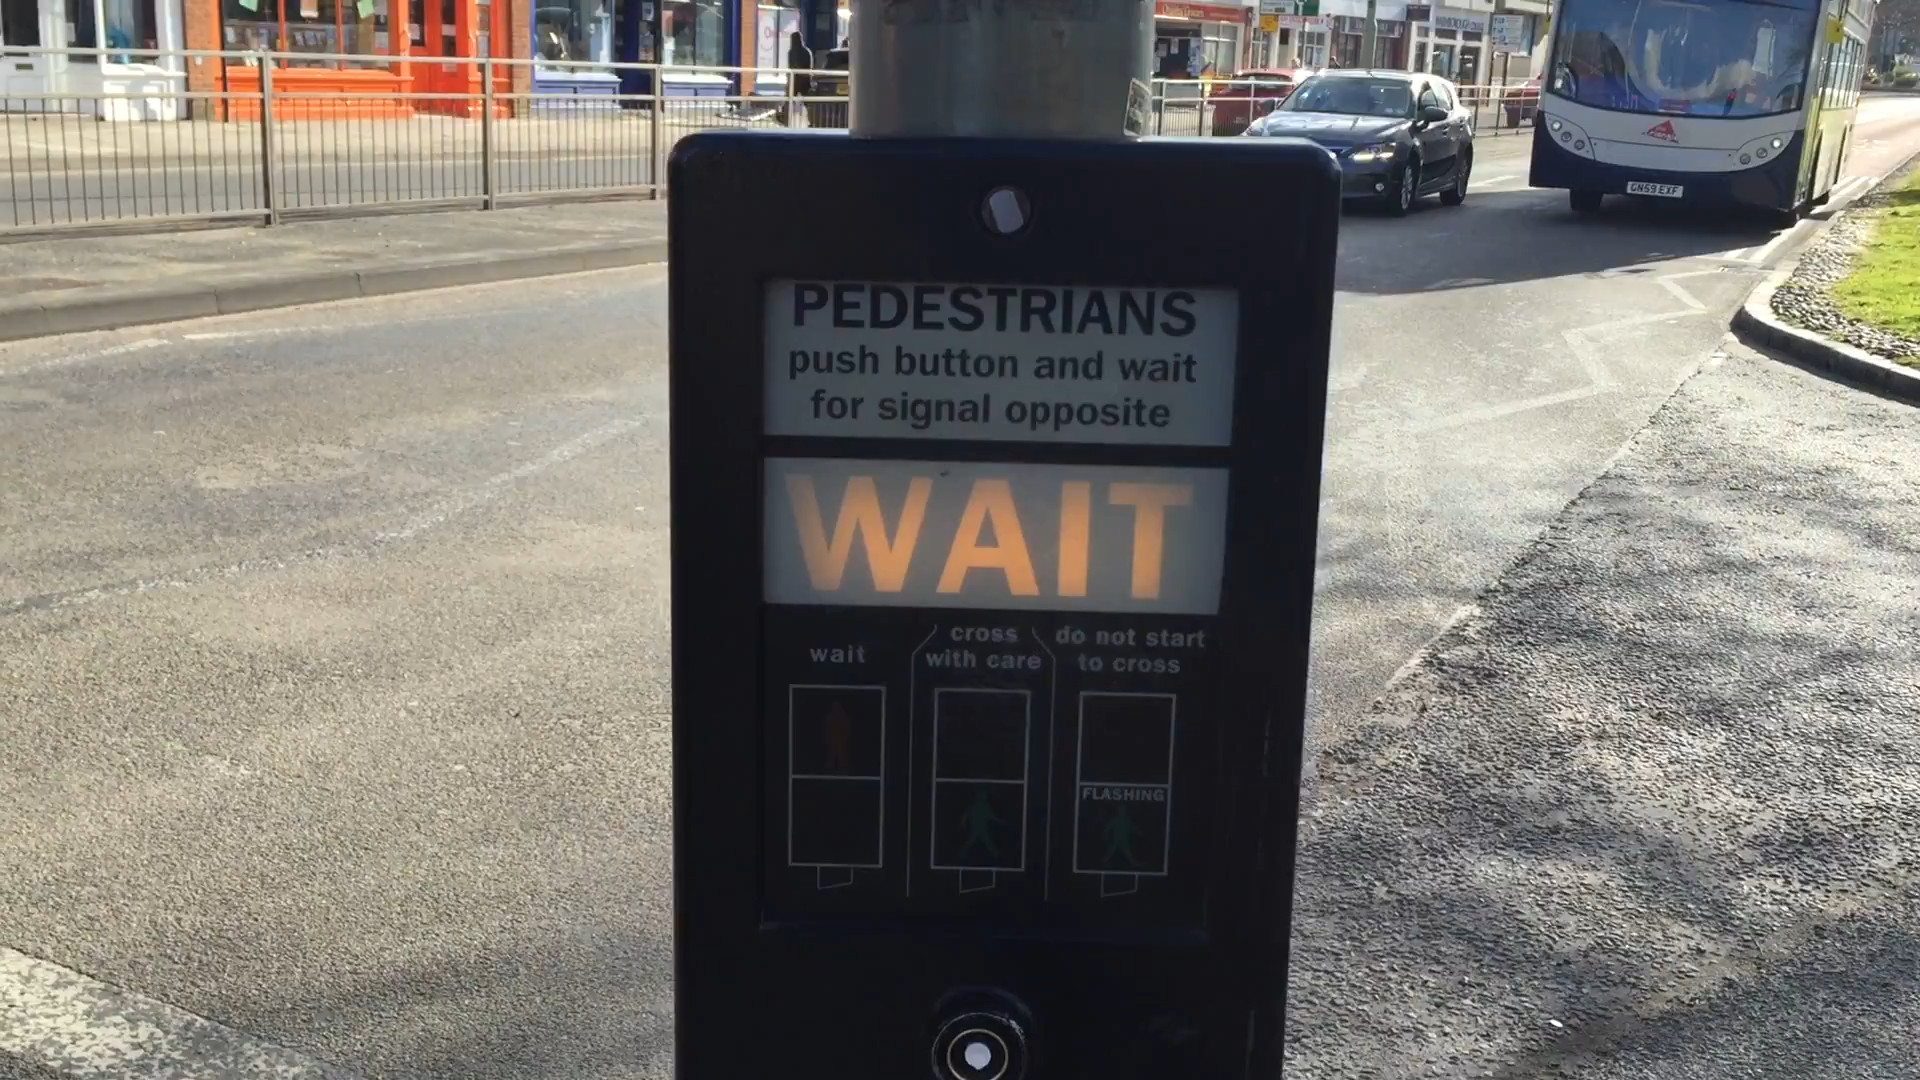 PEDESTRIANS
push button and wait
for signal opposite
WAIT
wait
cross
with care
do not start
to cross
FLASHING
GN59 EXF